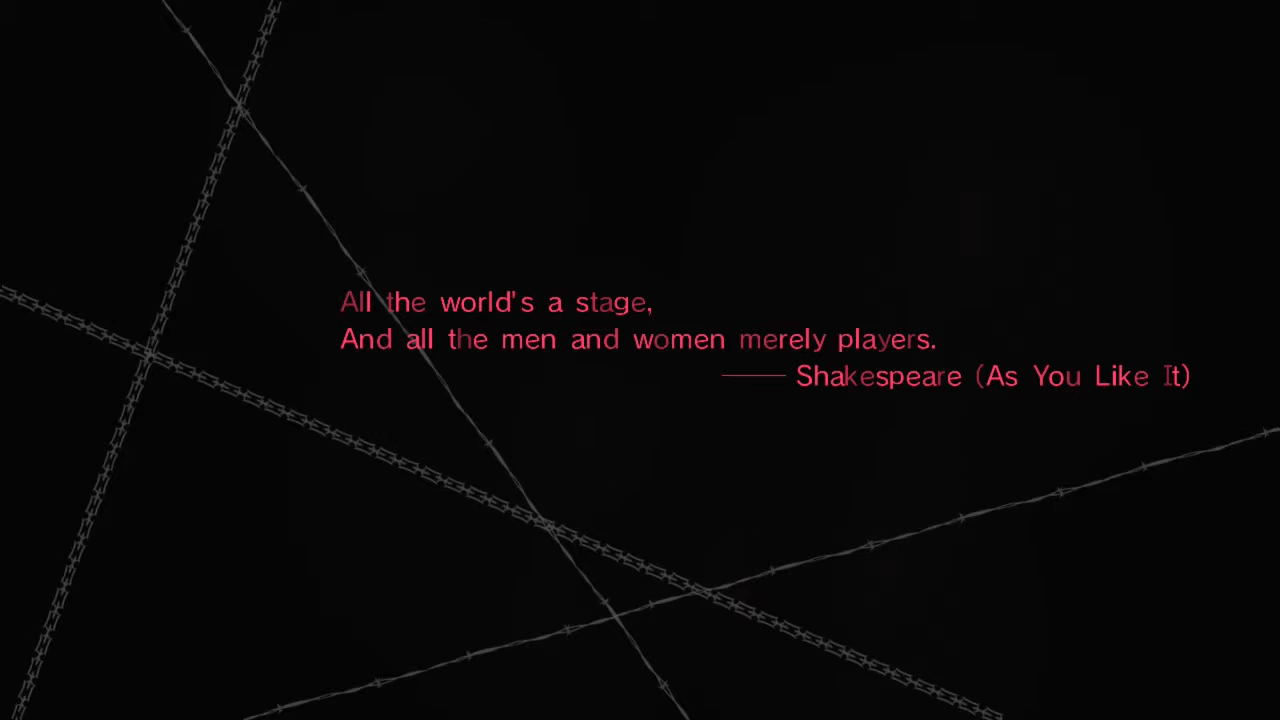 All the world's a stage,
And all the men and women merely players.
—— Shakespeare (As You Like It)